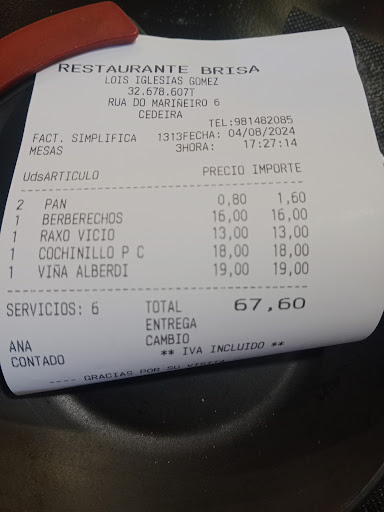 RESTAURANTE BRISA
LOIS IGLESIAS GOMEZ
32.678.607T
RUA DO MARIÑEIRO 6
CEDEIRA
TEL:981482085
FACT. SIMPLIFICA 1313FECHA: 04/08/2024
MESAS 3HORA: 17:27:14
UdsARTICULO PRECIO IMPORTE
2 PAN 0,80 1,60
1 BERBERECHOS 16,00 16,00
1 RAXO VICIO 13,00 13,00
1 COCHINILLO P C 18,00 18,00
1 VIÑA ALBERDI 19,00 19,00
SERVICIOS: 6 TOTAL 67,60
ENTREGA
ANA CAMBIO
CONTADO ** IVA INCLUIDO **
---- GRACIAS POR SU VISITA